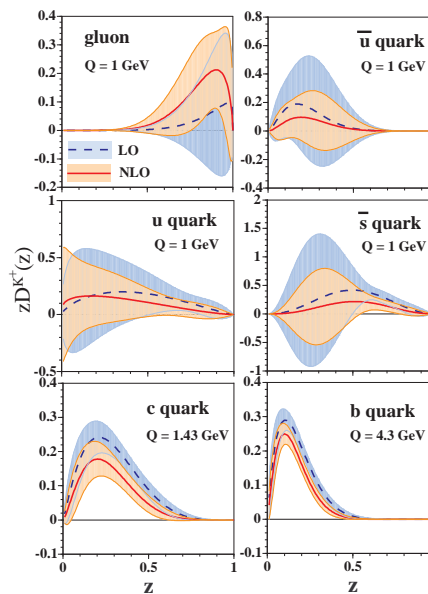 0.4
0.3
0.2
0.1
0
-0.1
-0.2
gluon
Q = 1 GeV
LO
NLO
0.8
0.6
0.4
0.2
0
-0.2
-0.4
u quark
Q = 1 GeV
1
0.5
0
-0.5
u quark
Q = 1 GeV
2
1.5
1
0.5
0
-0.5
-1
s quark
Q = 1 GeV
zD^{K+}(z)
0.4
0.3
0.2
0.1
0
-0.1
c quark
Q = 1.43 GeV
0
0.5
1
z
0.4
0.3
0.2
0.1
0
-0.1
b quark
Q = 4.3 GeV
0.5
z